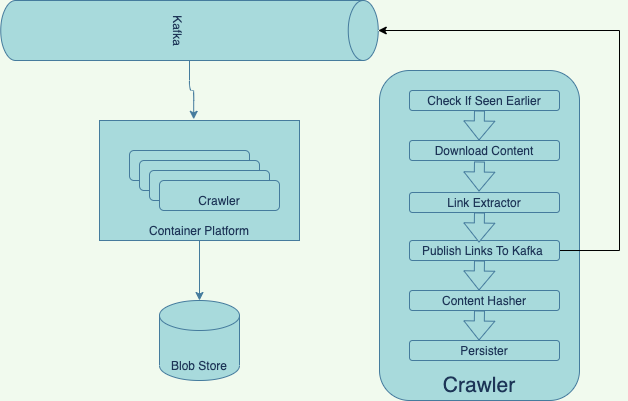 Kafka
Crawler
Container Platform
Blob Store
Check If Seen Earlier
Download Content
Link Extractor
Publish Links To Kafka
Content Hasher
Persister
Crawler